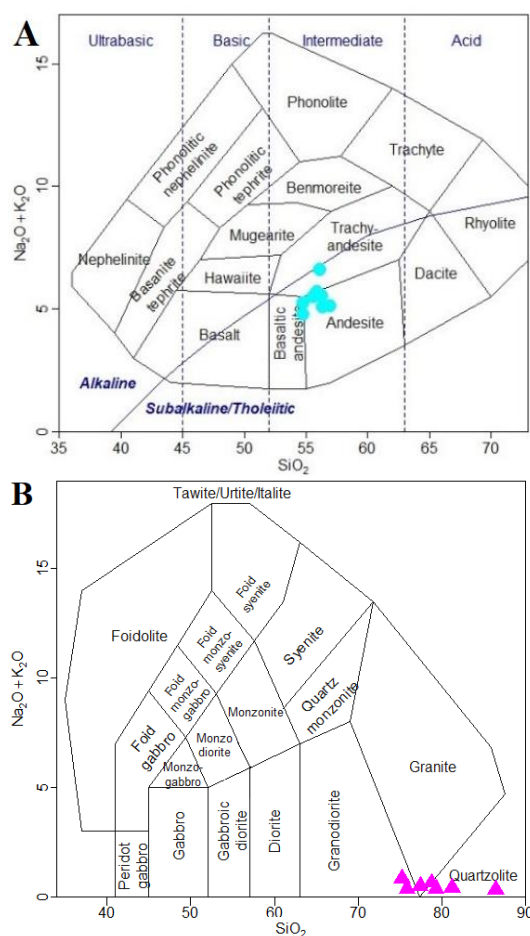 A
Ultrabasic Basic Intermediate Acid
Phonolite
Phonolitic
nephelinite
Phonolitic
tephrite
Trachyte
Benmoreite
Rhyolite
Mugearite
Trachy-
andesite
Nephelinite
Basanite
tephrite
Hawaiite
Dacite
Basalt
Basaltic
andesite
Andesite
Alkaline
Subalkaline/Tholeiitic
Na2O+K2O
0 5 10 15
35 40 45 50 55 60 65 70
SiO2
B
Tawite/Urtite/Italite
Foid
syenite
Foidolite
Foid
monzo-
syenite
Syenite
Foid
monzo-
gabbro
Quartz
monzonite
Foid
gabbro
Monzonite
Monzo
diorite
Monzo-
gabbro
Granite
Peridot
gabbro
Gabbro
Gabbroic
diorite
Diorite
Granodiorite
Quartzolite
Na2O+K2O
0 5 10 15
40 50 60 70 80 90
SiO2